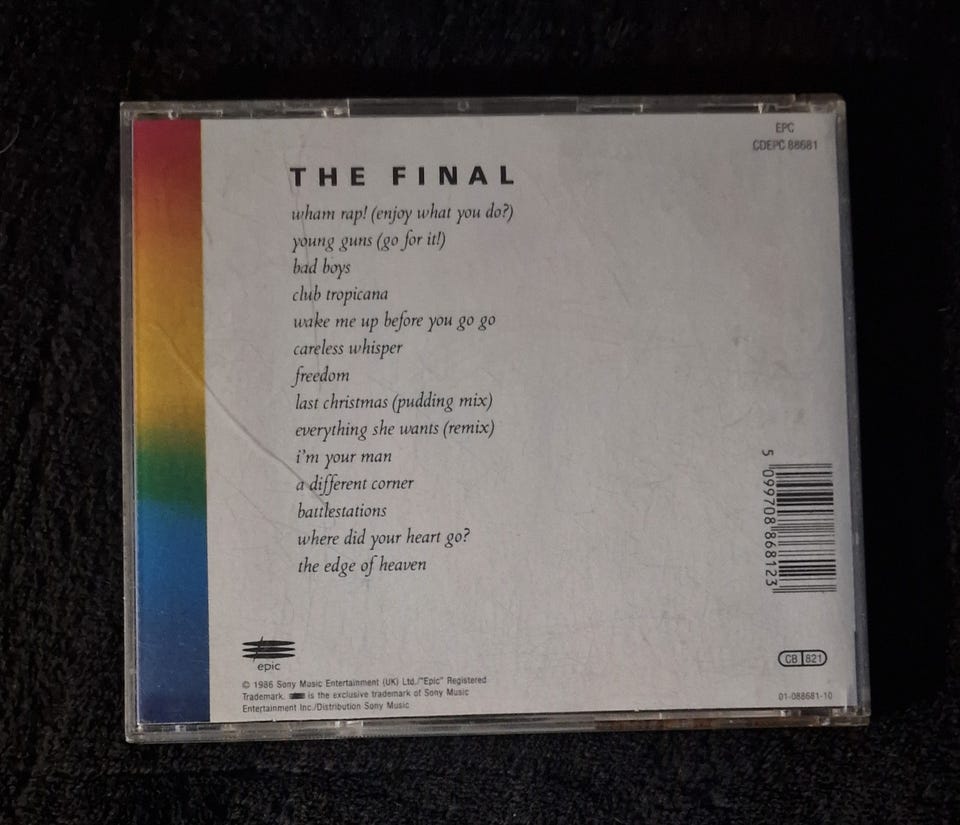 EPC
CDEPC 88681
THE FINAL
wham rap! (enjoy what you do?)
young guns (go for it!)
bad boys
club tropicana
wake me up before you go go
careless whisper
freedom
last christmas (pudding mix)
everything she wants (remix)
i'm your man
a different corner
battlestations
where did your heart go?
the edge of heaven
5 099708 868123
epic
CB 821
© 1986 Sony Music Entertainment (UK) Ltd./"Epic" Registered
Trademark. is the exclusive trademark of Sony Music
Entertainment Inc./Distribution Sony Music
01-088681-10